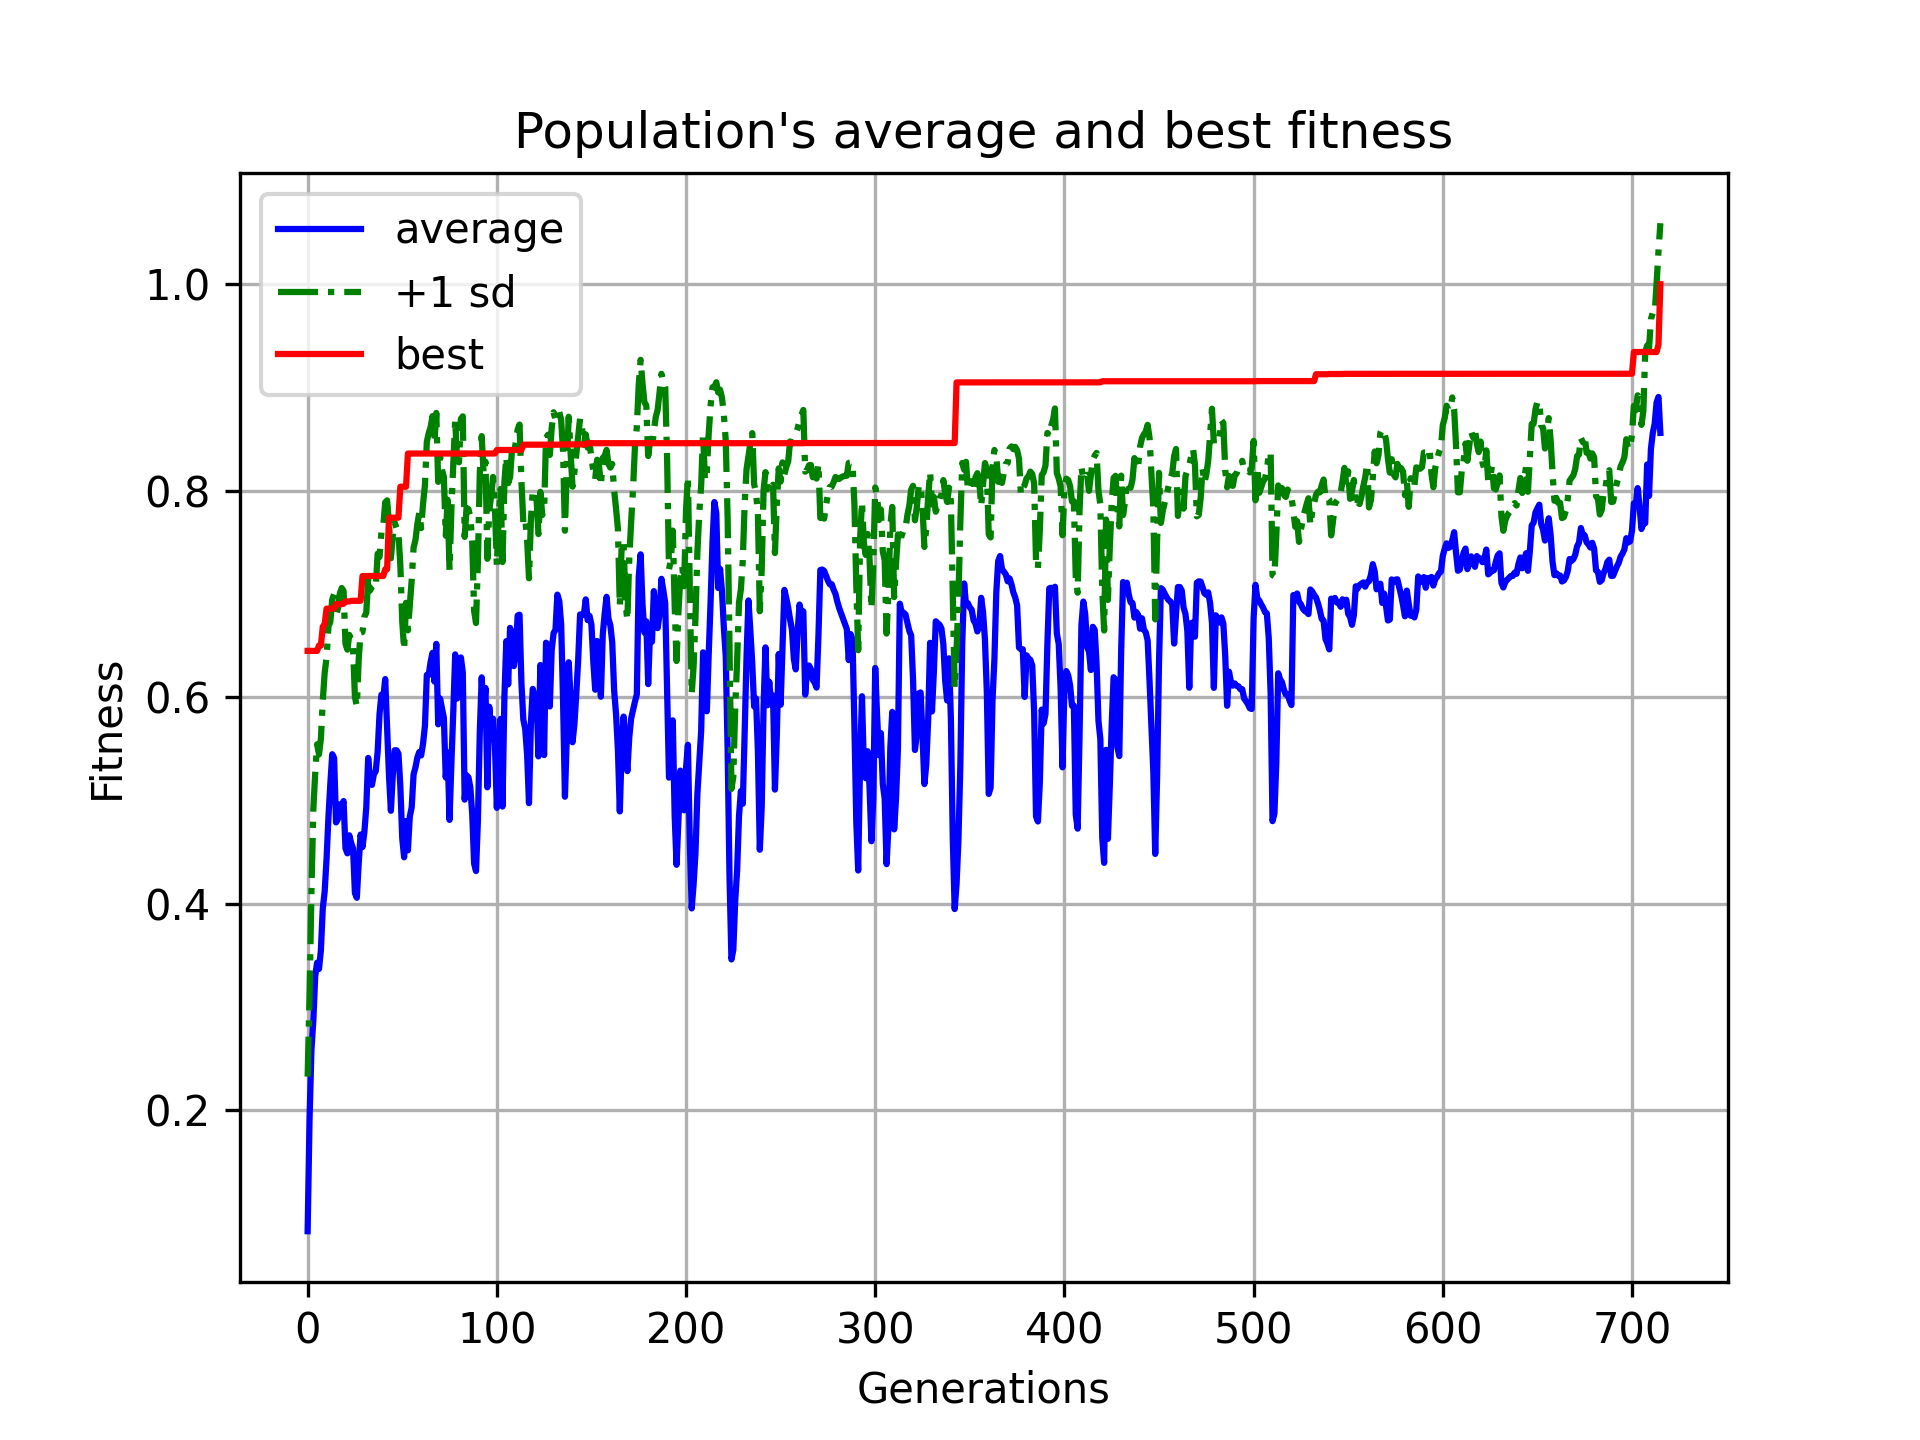 Population's average and best fitness
average
+1 sd
best
1.0
0.8
0.6
0.4
0.2
Fitness
0 100 200 300 400 500 600 700
Generations